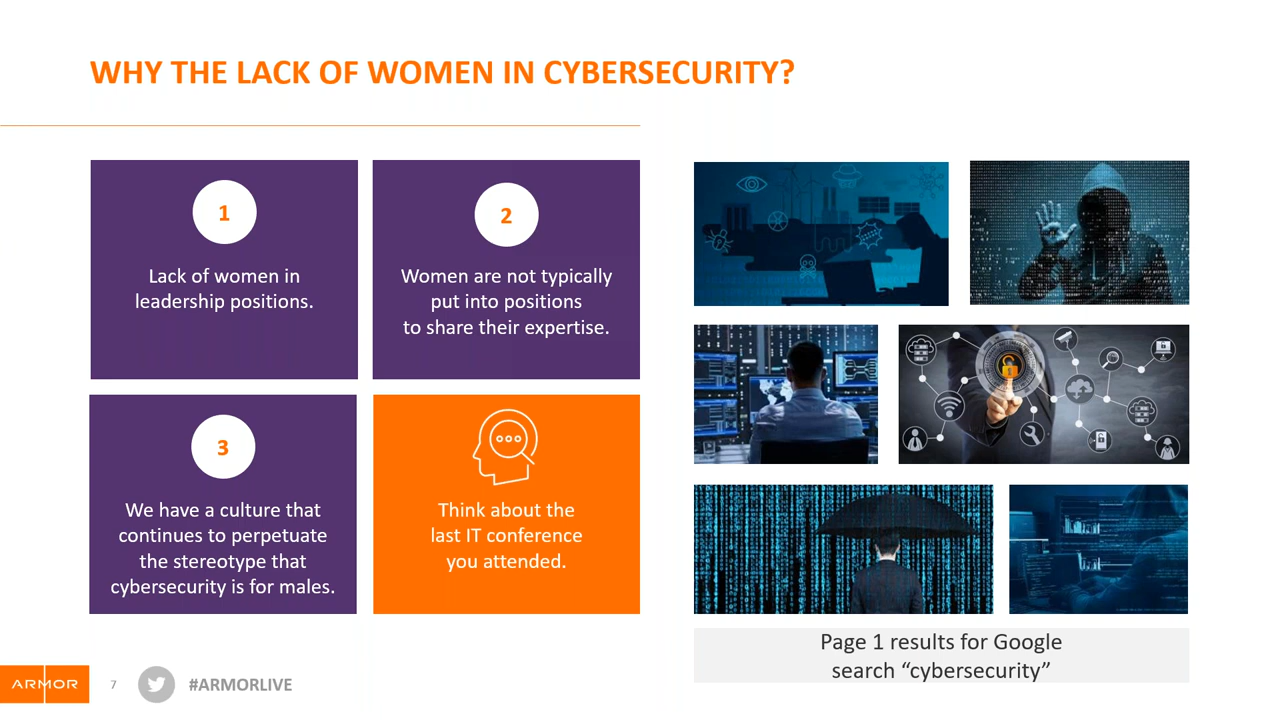 WHY THE LACK OF WOMEN IN CYBERSECURITY?
1
Lack of women in
leadership positions.
2
Women are not typically
put into positions
to share their expertise.
3
We have a culture that
continues to perpetuate
the stereotype that
cybersecurity is for males.
Think about the
last IT conference
you attended.
Page 1 results for Google
search “cybersecurity”
ARMOR
7
#ARMORLIVE